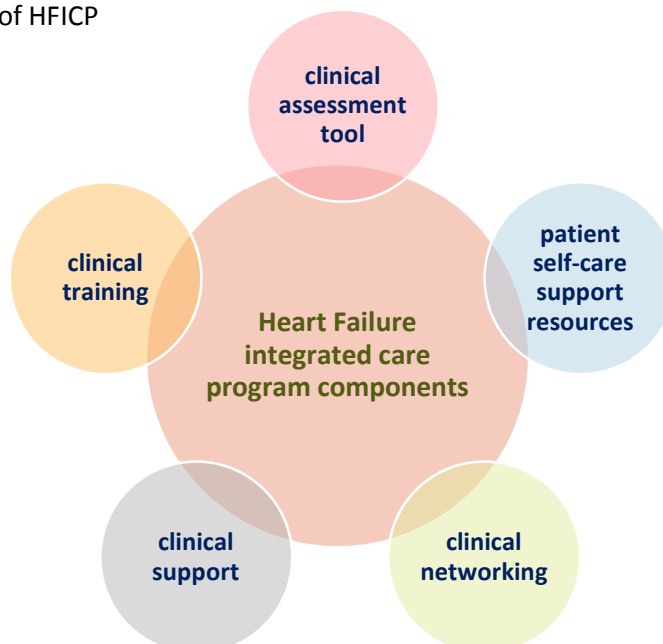 of HFICP
clinical
assessment
tool
patient
self-care
support
resources
clinical
training
Heart Failure
integrated care
program components
clinical
support
clinical
networking